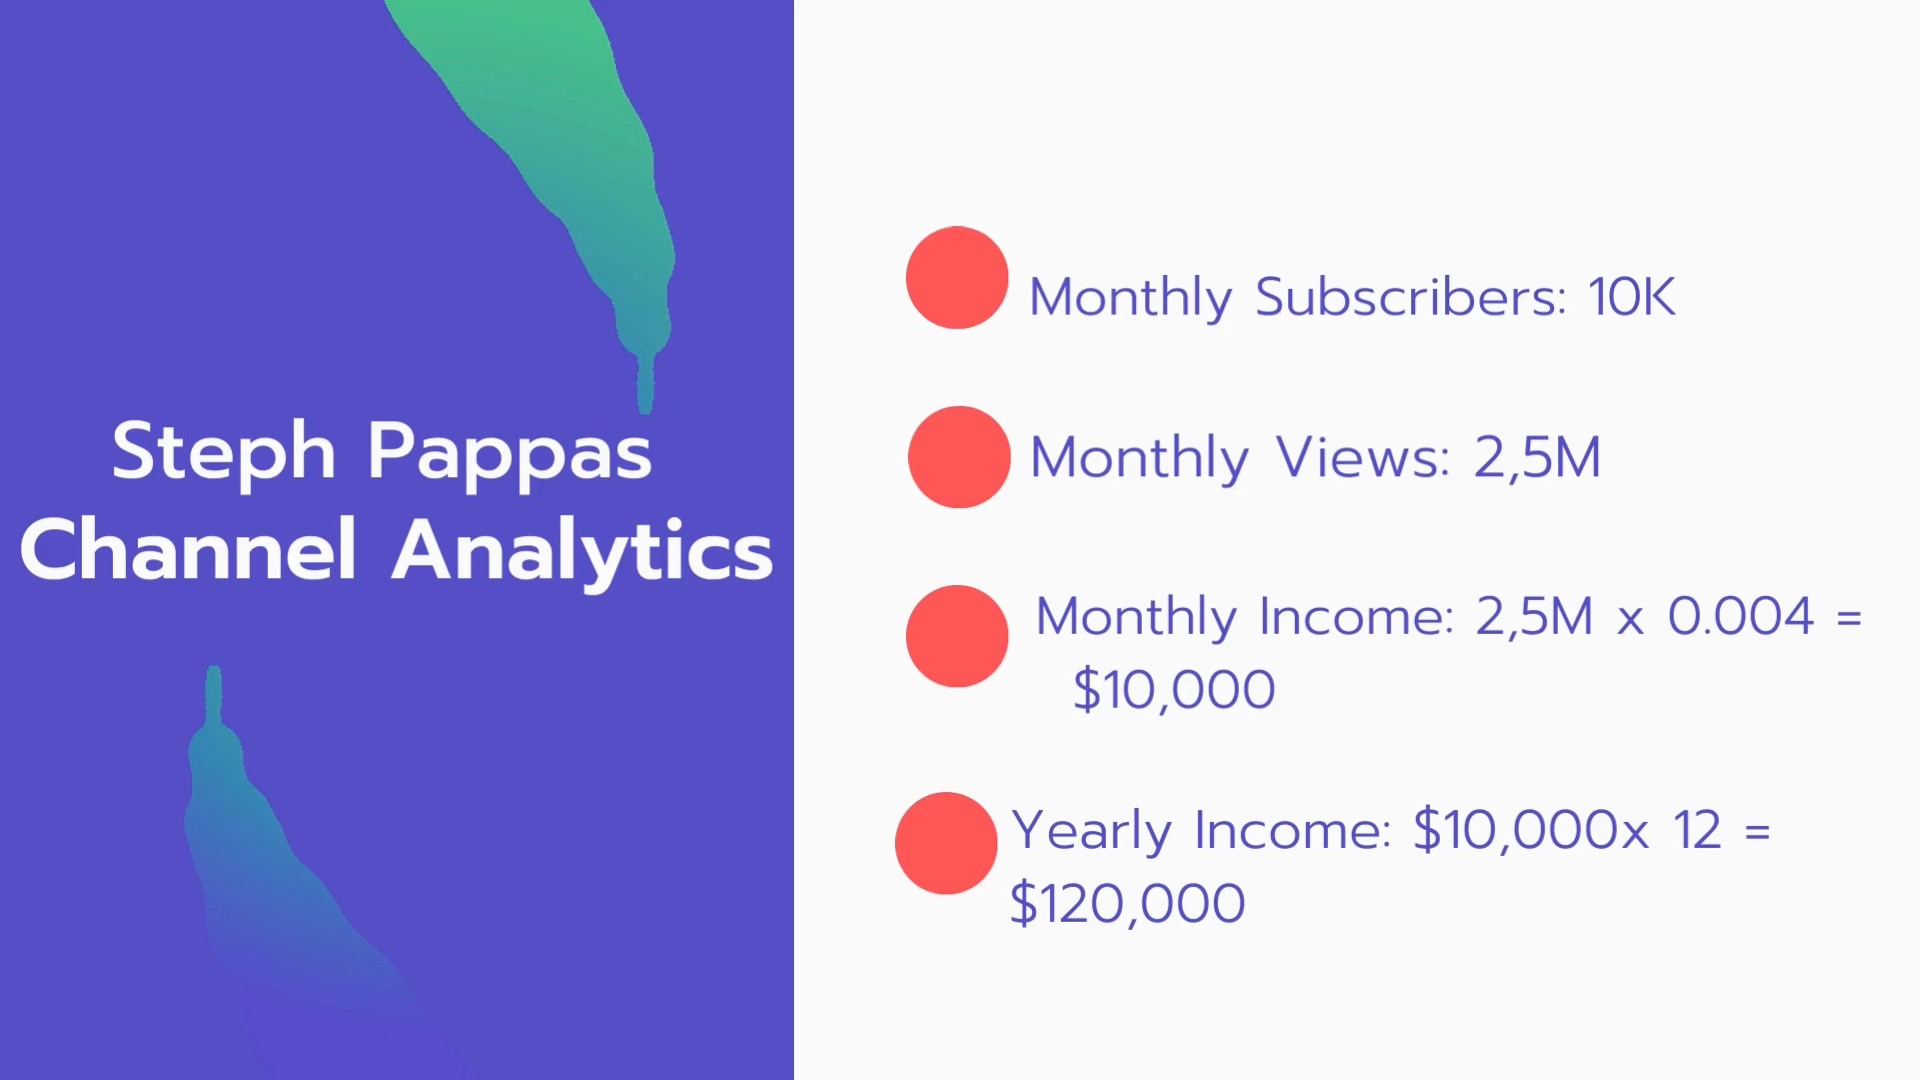 Steph Pappas
Channel Analytics
Monthly Subscribers: 10K
Monthly Views: 2,5M
Monthly Income: 2,5M x 0.004 =
$10,000
Yearly Income: $10,000x 12 =
$120,000